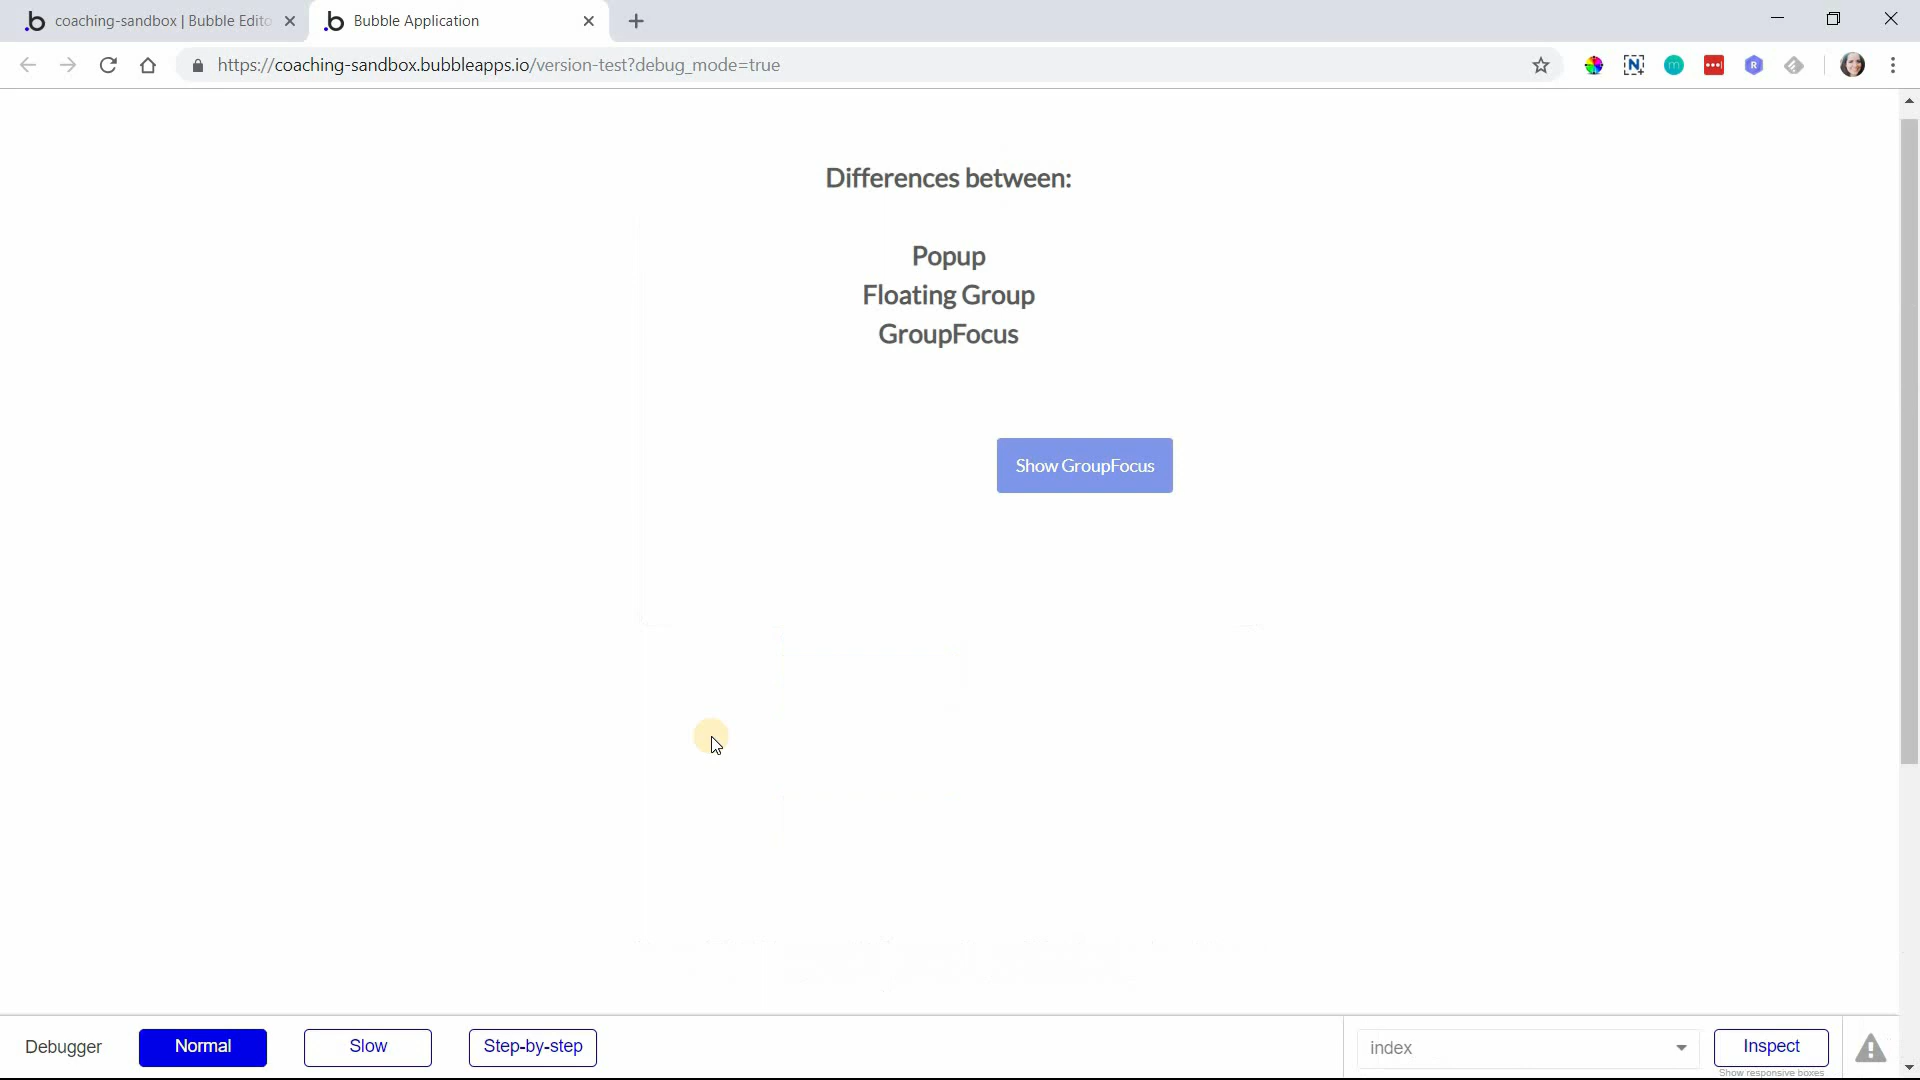 coaching-sandbox | Bubble Edito
Bubble Application
https://coaching-sandbox.bubbleapps.io/version-test?debug_mode=true
Differences between:
Popup
Floating Group
GroupFocus
Show GroupFocus
Debugger
Normal
Slow
Step-by-step
index
Inspect
Show responsive boxes